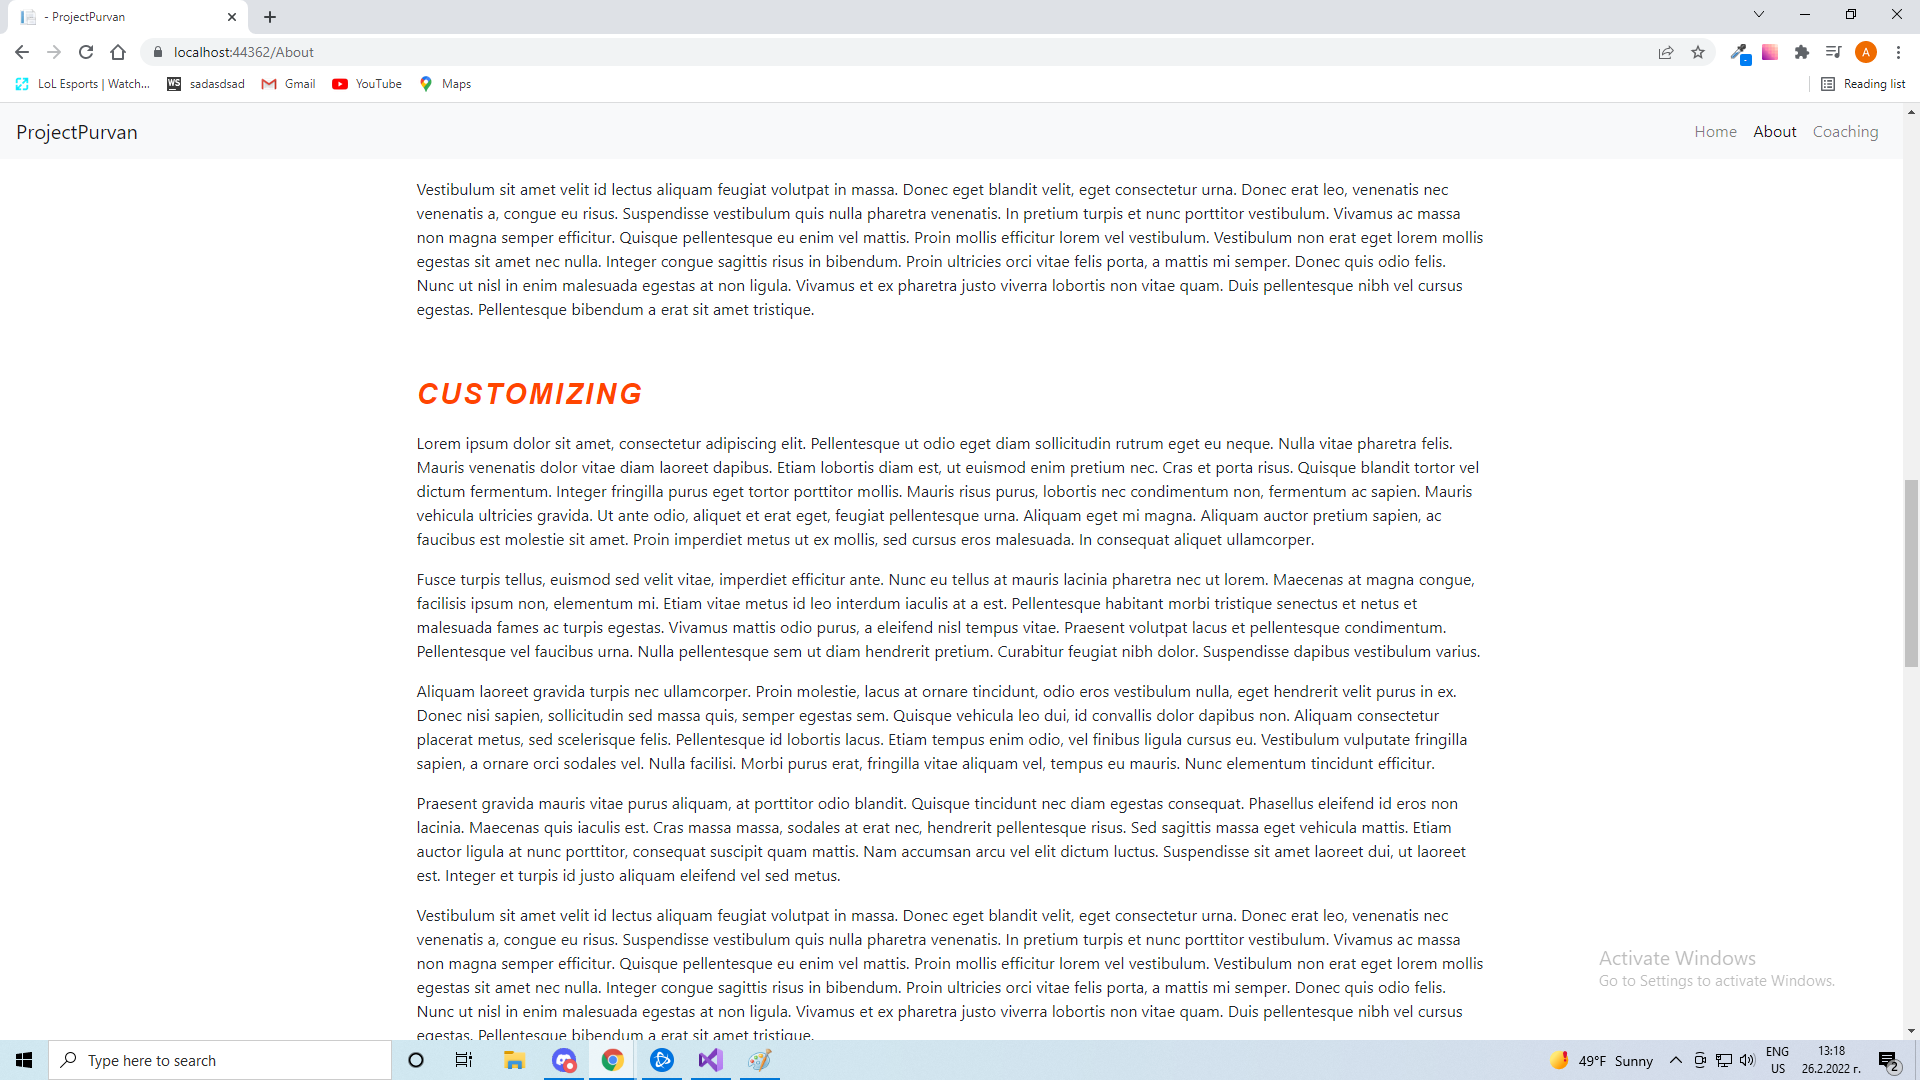 - ProjectPurvan
localhost:44362/About
LoL Esports | Watch...
WS sadasdsad
Gmail
YouTube
Maps
Reading list
A
ProjectPurvan
Home About Coaching
Vestibulum sit amet velit id lectus aliquam feugiat volutpat in massa. Donec eget blandit velit, eget consectetur urna. Donec erat leo, venenatis nec
venenatis a, congue eu risus. Suspendisse vestibulum quis nulla pharetra venenatis. In pretium turpis et nunc porttitor vestibulum. Vivamus ac massa
non magna semper efficitur. Quisque pellentesque eu enim vel mattis. Proin mollis efficitur lorem vel vestibulum. Vestibulum non erat eget lorem mollis
egestas sit amet nec nulla. Integer congue sagittis risus in bibendum. Proin ultricies orci vitae felis porta, a mattis mi semper. Donec quis odio felis.
Nunc ut nisl in enim malesuada egestas at non ligula. Vivamus et ex pharetra justo viverra lobortis non vitae quam. Duis pellentesque nibh vel cursus
egestas. Pellentesque bibendum a erat sit amet tristique.
CUSTOMIZING
Lorem ipsum dolor sit amet, consectetur adipiscing elit. Pellentesque ut odio eget diam sollicitudin rutrum eget eu neque. Nulla vitae pharetra felis.
Mauris venenatis dolor vitae diam laoreet dapibus. Etiam lobortis diam est, ut euismod enim pretium nec. Cras et porta risus. Quisque blandit tortor vel
dictum fermentum. Integer fringilla purus eget tortor porttitor mollis. Mauris risus purus, lobortis nec condimentum non, fermentum ac sapien. Mauris
vehicula ultricies gravida. Ut ante odio, aliquet et erat eget, feugiat pellentesque urna. Aliquam eget mi magna. Aliquam auctor pretium sapien, ac
faucibus est molestie sit amet. Proin imperdiet metus ut ex mollis, sed cursus eros malesuada. In consequat aliquet ullamcorper.
Fusce turpis tellus, euismod sed velit vitae, imperdiet efficitur ante. Nunc eu tellus at mauris lacinia pharetra nec ut lorem. Maecenas at magna congue,
facilisis ipsum non, elementum mi. Etiam vitae metus id leo interdum iaculis at a est. Pellentesque habitant morbi tristique senectus et netus et
malesuada fames ac turpis egestas. Vivamus mattis odio purus, a eleifend nisl tempus vitae. Praesent volutpat lacus et pellentesque condimentum.
Pellentesque vel faucibus urna. Nulla pellentesque sem ut diam hendrerit pretium. Curabitur feugiat nibh dolor. Suspendisse dapibus vestibulum varius.
Aliquam laoreet gravida turpis nec ullamcorper. Proin molestie, lacus at ornare tincidunt, odio eros vestibulum nulla, eget hendrerit velit purus in ex.
Donec nisi sapien, sollicitudin sed massa quis, semper egestas sem. Quisque vehicula leo dui, id convallis dolor dapibus non. Aliquam consectetur
placerat metus, sed scelerisque felis. Pellentesque id lobortis lacus. Etiam tempus enim odio, vel finibus ligula cursus eu. Vestibulum vulputate fringilla
sapien, a ornare orci sodales vel. Nulla facilisi. Morbi purus erat, fringilla vitae aliquam vel, tempus eu mauris. Nunc elementum tincidunt efficitur.
Praesent gravida mauris vitae purus aliquam, at porttitor odio blandit. Quisque tincidunt nec diam egestas consequat. Phasellus eleifend id eros non
lacinia. Maecenas quis iaculis est. Cras massa massa, sodales at erat nec, hendrerit pellentesque risus. Sed sagittis massa eget vehicula mattis. Etiam
auctor ligula at nunc porttitor, consequat suscipit quam mattis. Nam accumsan arcu vel elit dictum luctus. Suspendisse sit amet laoreet dui, ut laoreet
est. Integer et turpis id justo aliquam eleifend vel sed metus.
Vestibulum sit amet velit id lectus aliquam feugiat volutpat in massa. Donec eget blandit velit, eget consectetur urna. Donec erat leo, venenatis nec
venenatis a, congue eu risus. Suspendisse vestibulum quis nulla pharetra venenatis. In pretium turpis et nunc porttitor vestibulum. Vivamus ac massa
non magna semper efficitur. Quisque pellentesque eu enim vel mattis. Proin mollis efficitur lorem vel vestibulum. Vestibulum non erat eget lorem mollis
egestas sit amet nec nulla. Integer congue sagittis risus in bibendum. Proin ultricies orci vitae felis porta, a mattis mi semper. Donec quis odio felis.
Nunc ut nisl in enim malesuada egestas at non ligula. Vivamus et ex pharetra justo viverra lobortis non vitae quam. Duis pellentesque nibh vel cursus
egestas. Pellentesque bibendum a erat sit amet tristique.
Activate Windows
Go to Settings to activate Windows.
Type here to search
49°F Sunny
ENG
US
13:18
26.2.2022 г.
2